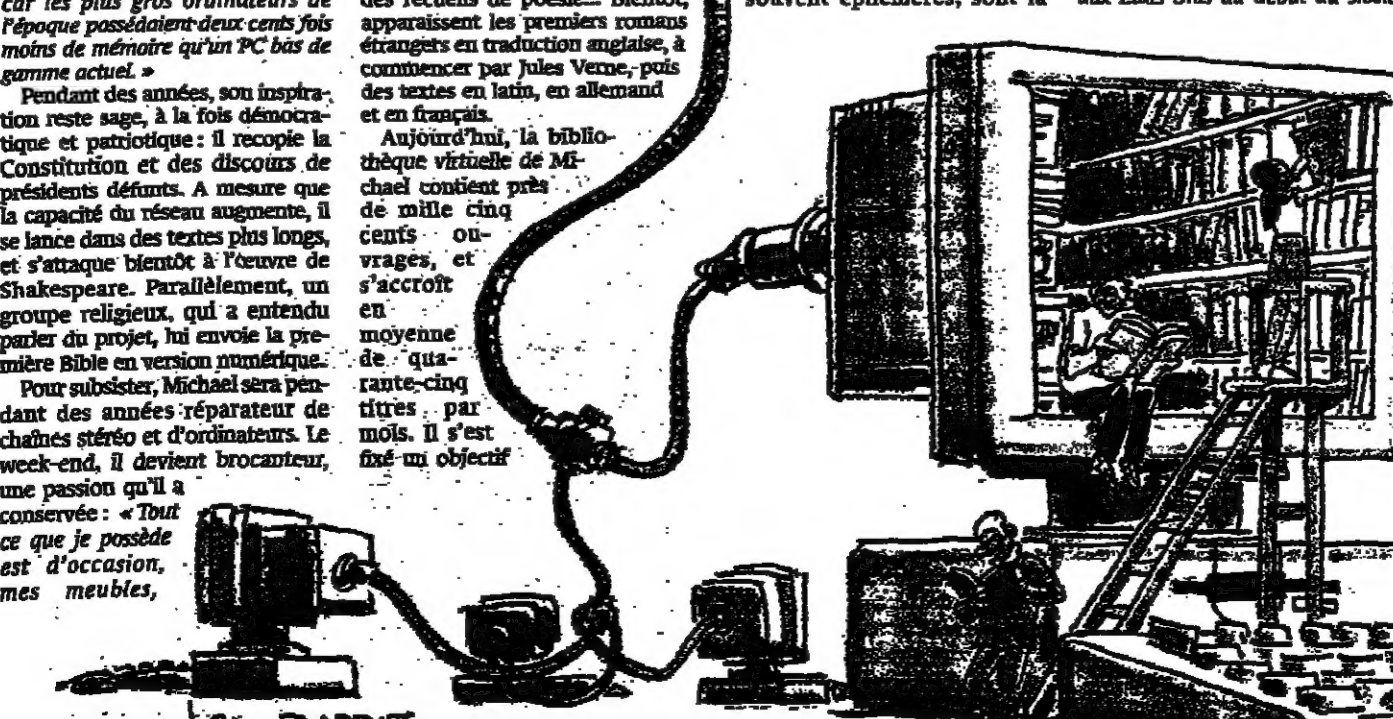 car les plus gros ordinateurs de
l'époque possédaient deux cents fois
moins de mémoire qu'un PC bas de
gamme actuel. »
Pendant des années, son inspira-
tion reste sage, à la fois démocra-
tique et patriotique : il recopie la
Constitution et des discours de
présidents défunts. A mesure que
la capacité du réseau augmente, il
se lance dans des textes plus longs,
et s'attaque bientôt à l'œuvre de
Shakespeare. Parallèlement, un
groupe religieux, qui a entendu
parler du projet, lui envoie la pre-
mière Bible en version numérique.
Pour subsister, Michael sera pen-
dant des années réparateur de
chaînes stéréo et d'ordinateurs. Le
week-end, il devient brocanteur,
une passion qu'il a
conservée : « Tout
ce que je possède
est d'occasion,
mes meubles,
des recueils de poésie... Bientôt,
apparaissent les premiers romans
étrangers en traduction anglaise, à
commencer par Jules Verne, puis
des textes en latin, en allemand
et en français.
Aujourd'hui, la biblio-
thèque virtuelle de Mi-
chael contient près
de mille cinq
cents ou-
vrages, et
s'accroît
en
moyenne
de qua-
rante-cinq
titres par
mois. Il s'est
fixé un objectif
souvent éphémères, sont la
aux Etats-Unis au début du